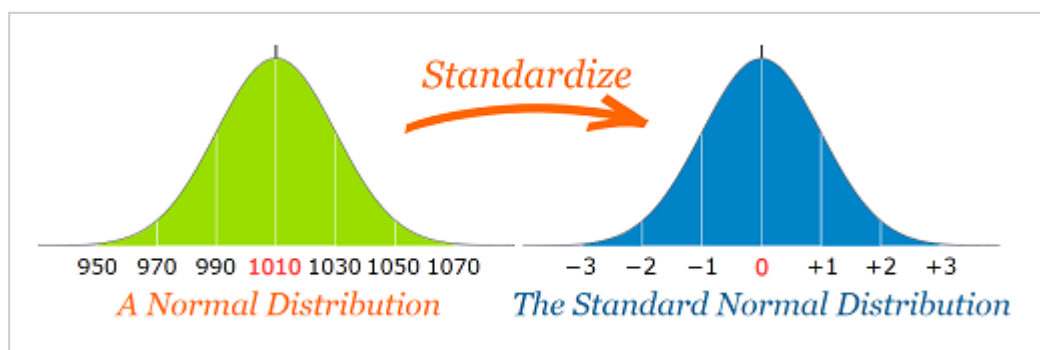 Standardize
950 970 990 1010 1030 1050 1070
−3 −2 −1 0 +1 +2 +3
A Normal Distribution
The Standard Normal Distribution